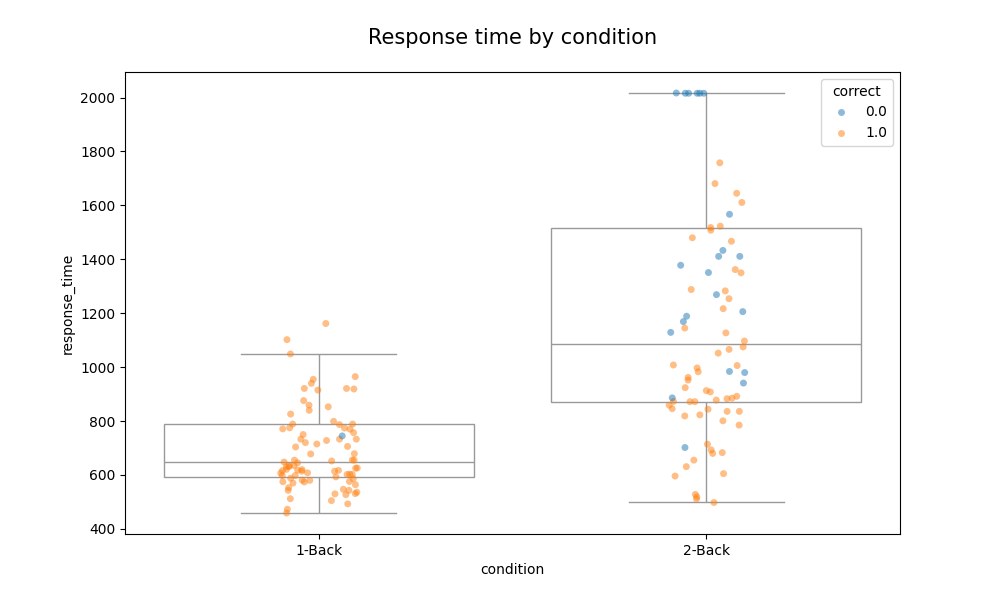 Response time by condition
correct
0.0
1.0
2000
1800
1600
1400
1200
1000
800
600
400
response_time
1-Back
2-Back
condition